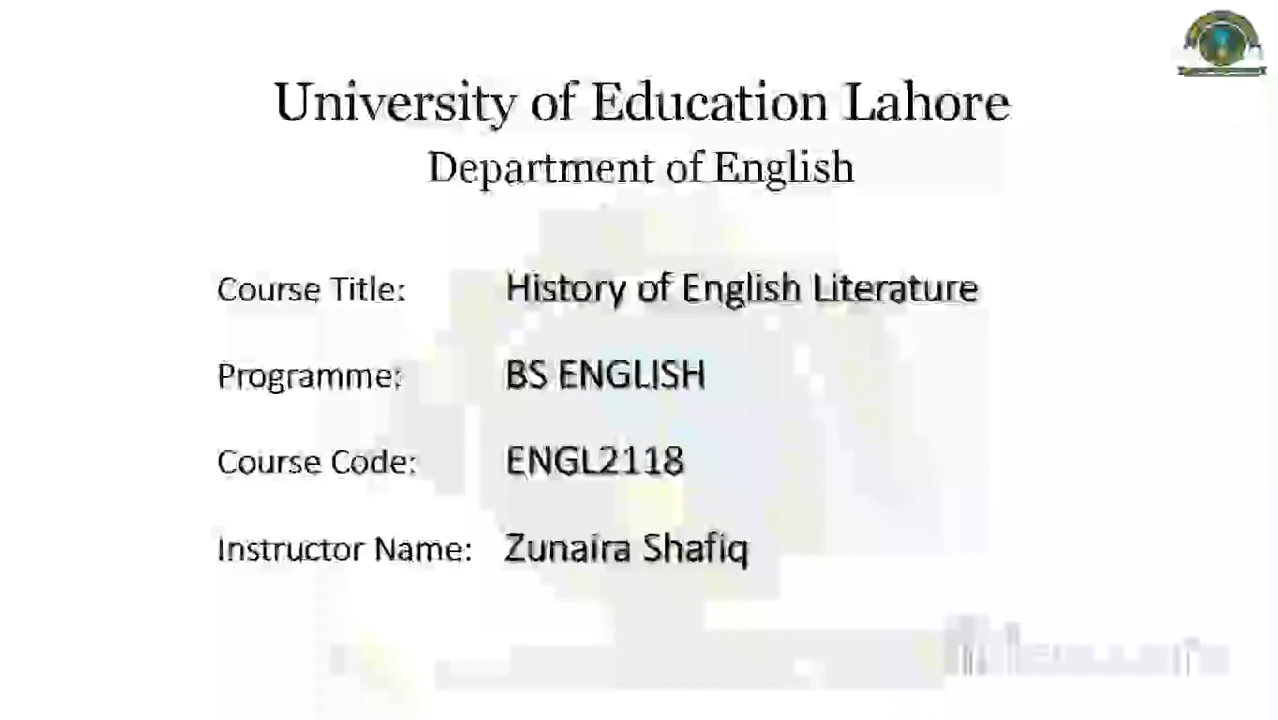 University of Education Lahore
Department of English
Course Title: History of English Literature
Programme: BS ENGLISH
Course Code: ENGL2118
Instructor Name: Zunaira Shafiq